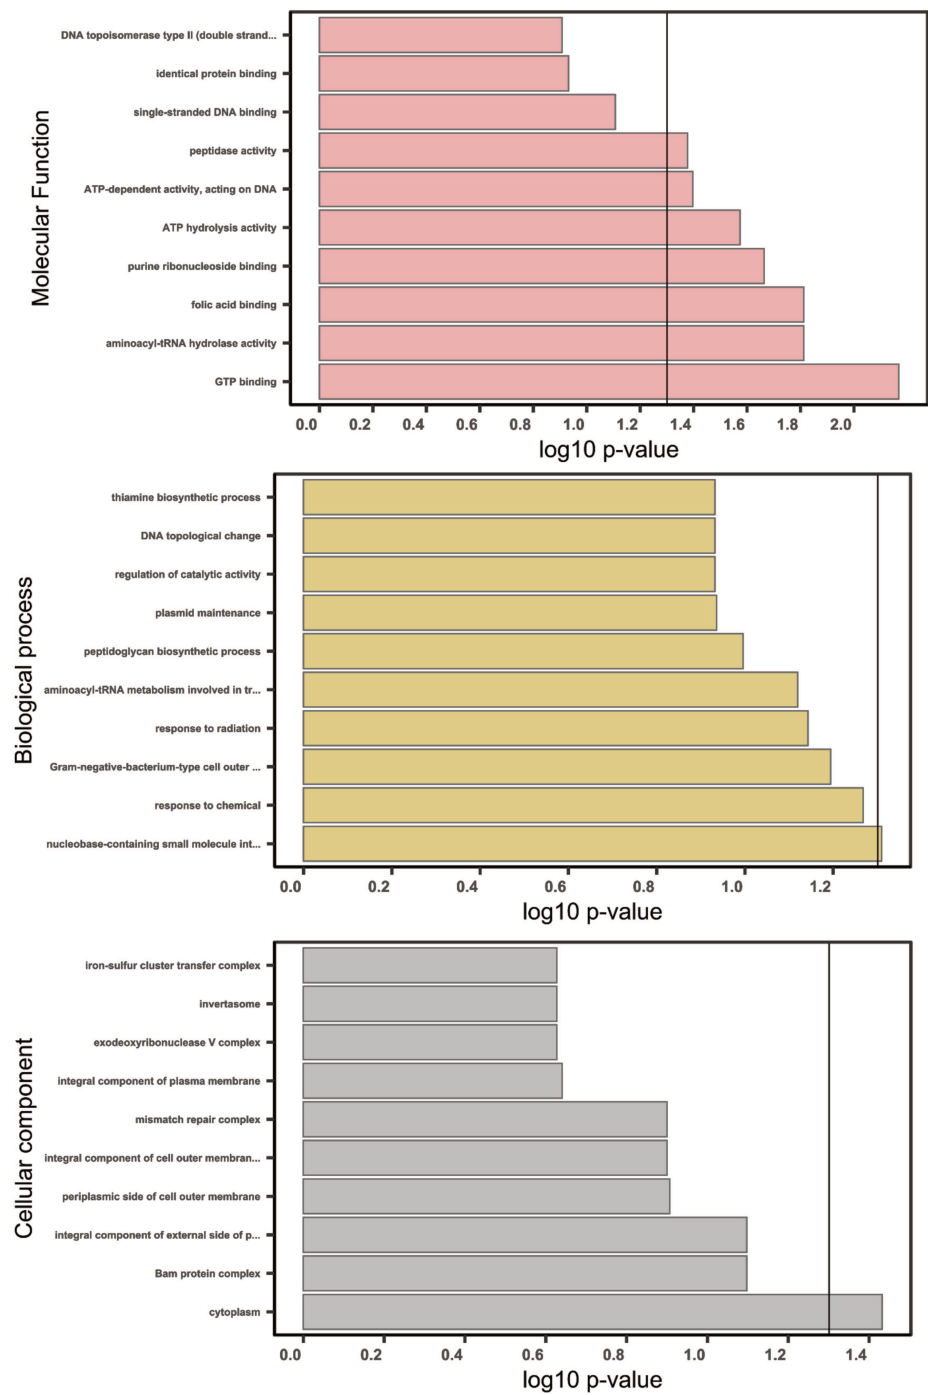 Molecular Function
DNA topoisomerase type II (double strand...
identical protein binding
single-stranded DNA binding
peptidase activity
ATP-dependent activity, acting on DNA
ATP hydrolysis activity
purine ribonucleoside binding
folic acid binding
aminoacyl-tRNA hydrolase activity
GTP binding
0.0 0.2 0.4 0.6 0.8 1.0 1.2 1.4 1.6 1.8 2.0
log10 p-value
Biological process
thiamine biosynthetic process
DNA topological change
regulation of catalytic activity
plasmid maintenance
peptidoglycan biosynthetic process
aminoacyl-tRNA metabolism involved in tr...
response to radiation
Gram-negative-bacterium-type cell outer ...
response to chemical
nucleobase-containing small molecule int...
0.0 0.2 0.4 0.6 0.8 1.0 1.2
log10 p-value
Cellular component
iron-sulfur cluster transfer complex
invertasome
exodeoxyribonuclease V complex
integral component of plasma membrane
mismatch repair complex
integral component of cell outer membran...
periplasmic side of cell outer membrane
integral component of external side of p...
Bam protein complex
cytoplasm
0.0 0.2 0.4 0.6 0.8 1.0 1.2 1.4
log10 p-value